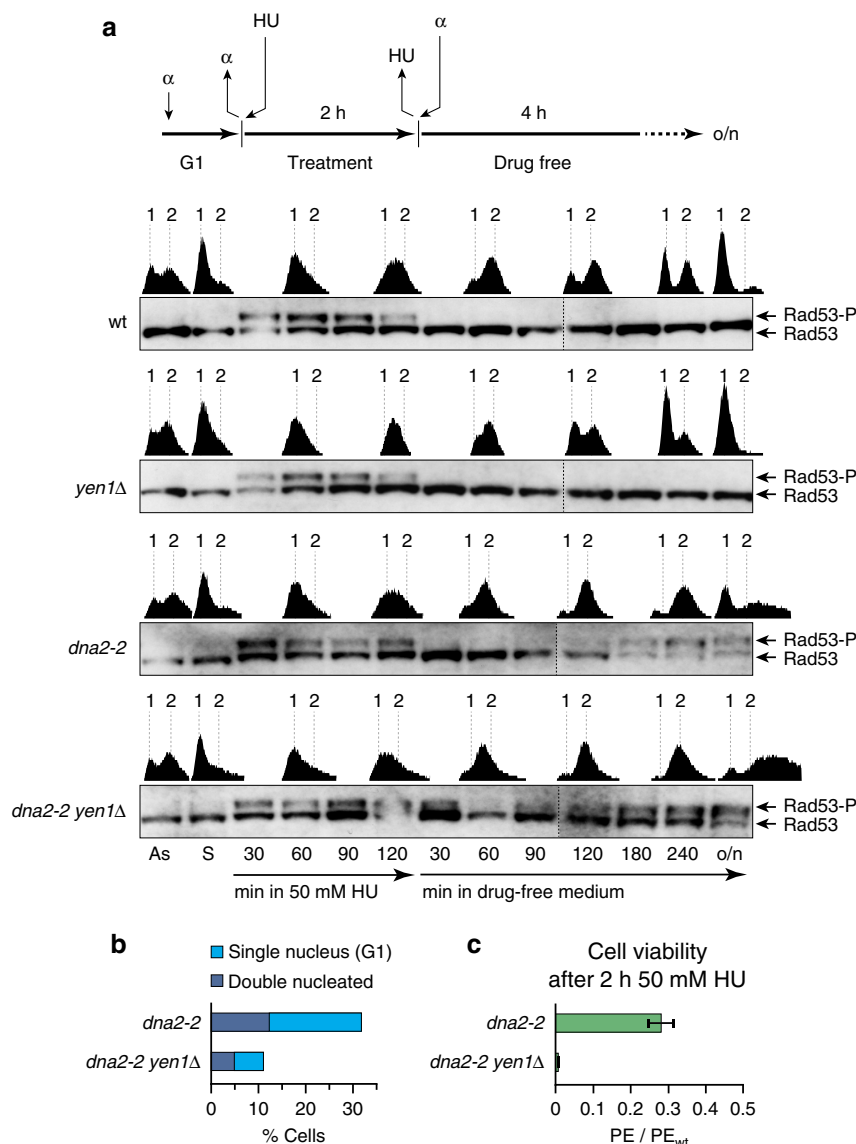 a
HU
α
α
HU
α
2 h
4 h
o/n
G1
Treatment
Drug free
1 2 1 2 1 2 1 2 1 2 1 2 1 2 1 2
wt
Rad53-P
Rad53
1 2 1 2 1 2 1 2 1 2 1 2 1 2 1 2
yen1Δ
Rad53-P
Rad53
1 2 1 2 1 2 1 2 1 2 1 2 1 2 1 2
dna2-2
Rad53-P
Rad53
1 2 1 2 1 2 1 2 1 2 1 2 1 2 1 2
dna2-2 yen1Δ
Rad53-P
Rad53
As S 30 60 90 120 30 60 90 120 180 240 o/n
min in 50 mM HU
min in drug-free medium
b
Single nucleus (G1)
Double nucleated
dna2-2
dna2-2 yen1Δ
0 10 20 30
% Cells
c
Cell viability
after 2 h 50 mM HU
dna2-2
dna2-2 yen1Δ
0 0.1 0.2 0.3 0.4 0.5
PE / PEwt